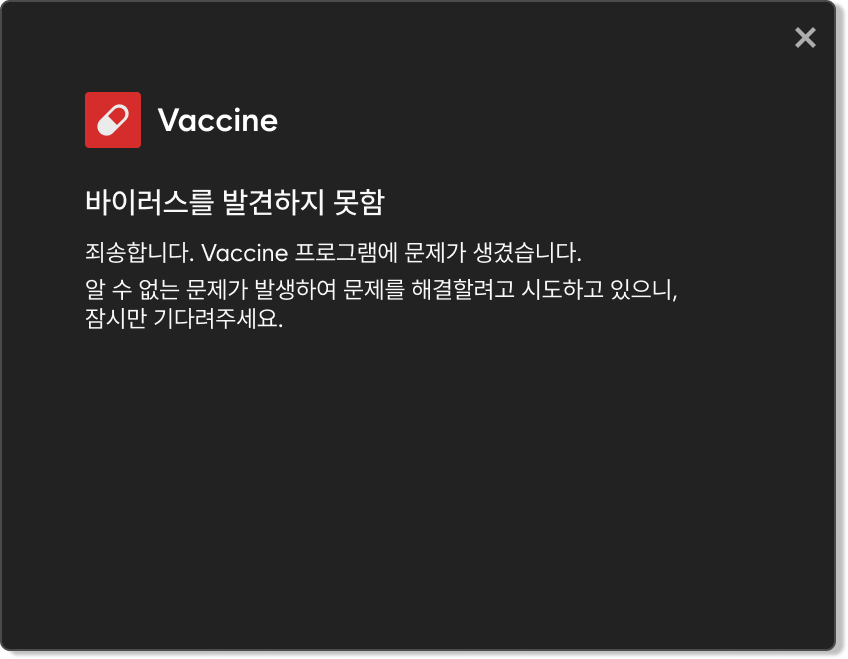 Vaccine
바이러스를 발견하지 못함
죄송합니다. Vaccine 프로그램에 문제가 생겼습니다.
알 수 없는 문제가 발생하여 문제를 해결할려고 시도하고 있으니,
잠시만 기다려주세요.